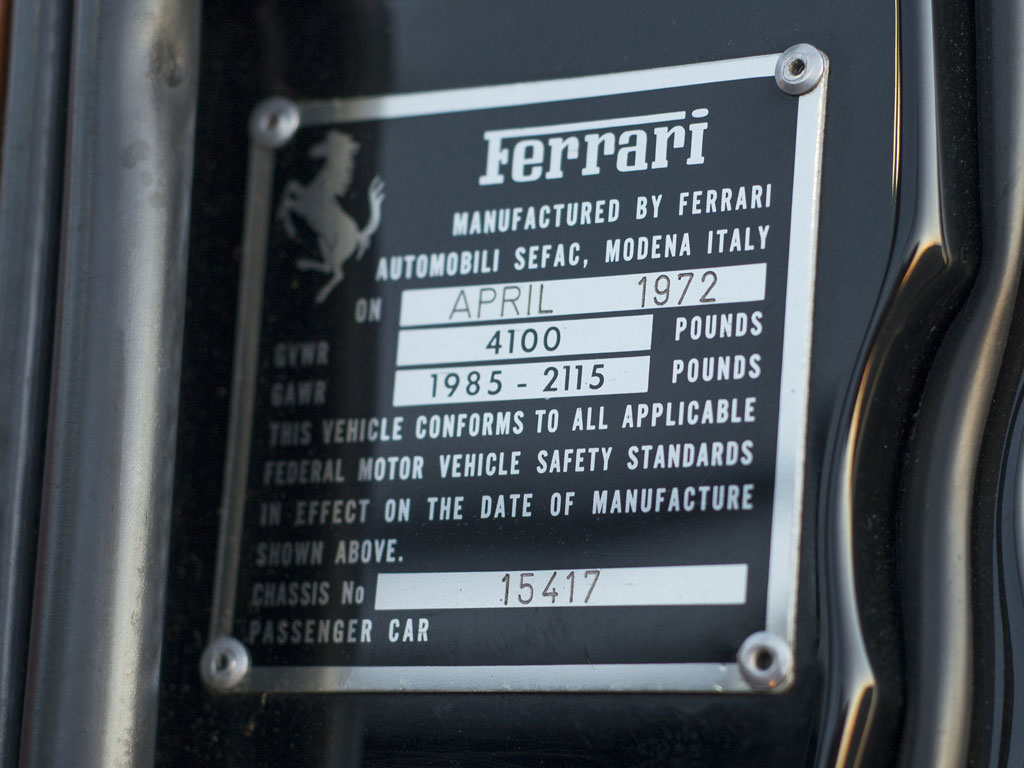 Ferrari
MANUFACTURED BY FERRARI
AUTOMOBILI SEFAC, MODENA ITALY
ON APRIL 1972
GVWR 4100 POUNDS
GAWR 1985 - 2115 POUNDS
THIS VEHICLE CONFORMS TO ALL APPLICABLE
FEDERAL MOTOR VEHICLE SAFETY STANDARDS
IN EFFECT ON THE DATE OF MANUFACTURE
SHOWN ABOVE.
CHASSIS No 15417
PASSENGER CAR